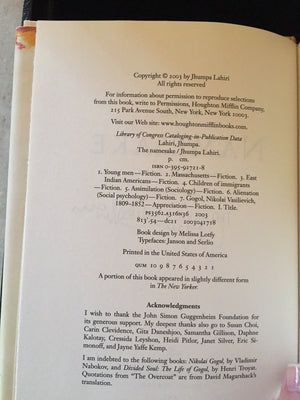 Copyright © 2003 by Jhumpa Lahiri
All rights reserved
For information about permission to reproduce selections
from this book, write to Permissions, Houghton Mifflin Company,
215 Park Avenue South, New York, New York 10003.
Visit our Web site: www.houghtonmifflinbooks.com.
Library of Congress Cataloging-in-Publication Data
Lahiri, Jhumpa.
The namesake / Jhumpa Lahiri.
p. cm.
ISBN 0-395-92721-8
1. Young men—Fiction. 2. Massachusetts—Fiction. 3. East
Indian Americans—Fiction. 4. Children of immigrants
—Fiction. 5. Assimilation (Sociology)—Fiction. 6. Alienation
(Social psychology)—Fiction. 7. Gogol, Nikolai Vasilievich,
1809–1852—Appreciation—Fiction. I. Title.
PS3562.A316N36 2003
813'.54—dc21 2003041718
Book design by Melissa Lotfy
Typefaces: Janson and Serlio
Printed in the United States of America
QUM 10 9 8 7 6 5 4 3 2 1
A portion of this book appeared in slightly different form
in The New Yorker.
Acknowledgments
I wish to thank the John Simon Guggenheim Foundation for
its generous support. My deepest thanks also go to Susan Choi,
Carin Clevidence, Gita Daneshjoo, Samantha Gillison, Daphne
Kalotay, Cressida Leyshon, Heidi Pitlor, Janet Silver, Eric Si-
monoff, and Jayne Yaffe Kemp.
I am indebted to the following books: Nikolai Gogol, by Vladimir
Nabokov, and Divided Soul: The Life of Gogol, by Henri Troyat.
Quotations from "The Overcoat" are from David Magarshack's
translation.